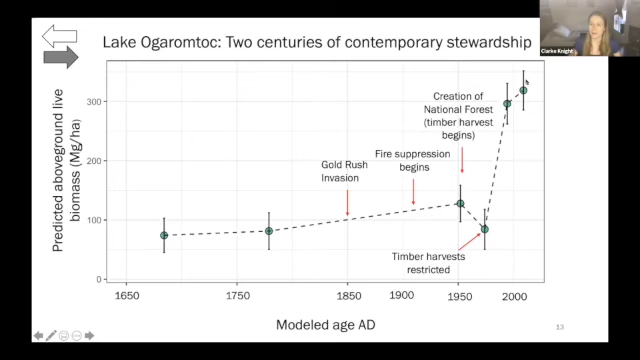 Lake Ogaromtoc: Two centuries of contemporary stewardship
Clarke Knight
Predicted aboveground live
biomass (Mg/ha)
300
200
100
0
Creation of
National Forest
(timber harvest
begins)
Fire suppression
begins
Gold Rush
Invasion
Timber harvests
restricted
1650
1750
1850
1900
1950
2000
Modeled age AD
13